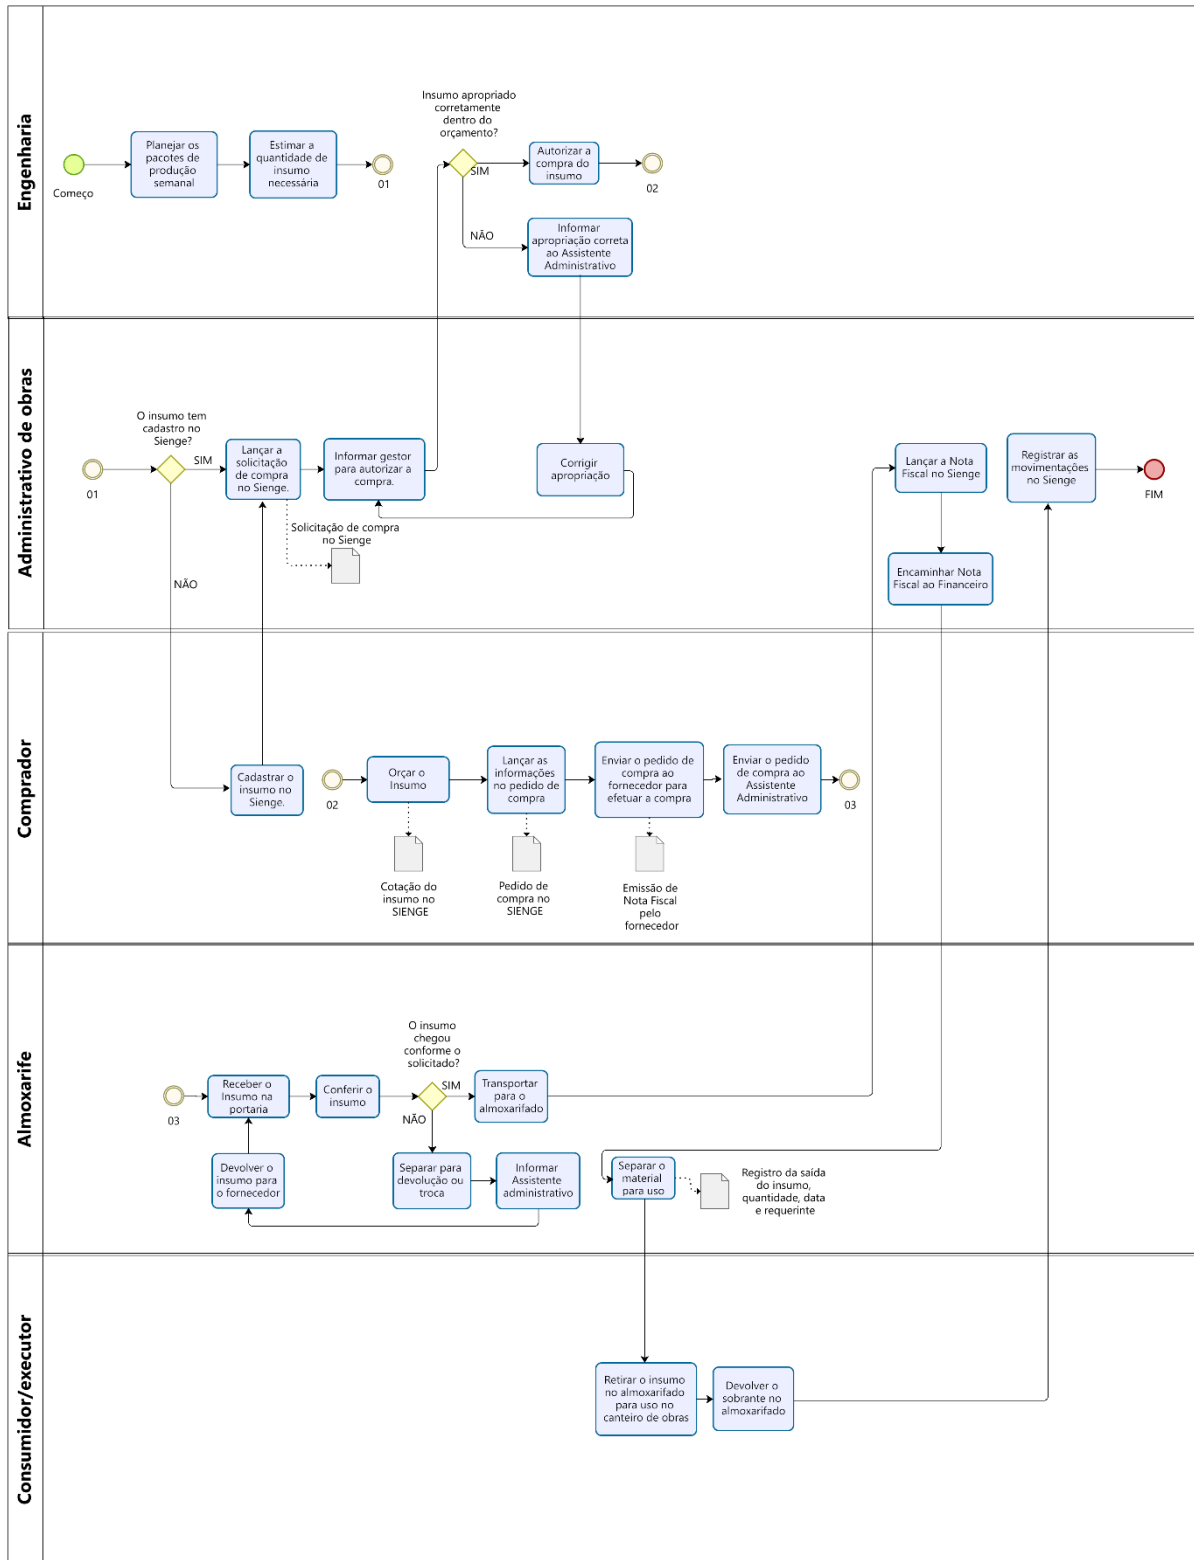 Engenharia
Começo
Planejar os
pacotes de
produção
semanal
Estimar a
quantidade de
insumo
necessária
01
Insumo apropriado
corretamente
dentro do
orçamento?
SIM
NÃO
Autorizar a
compra do
insumo
02
Informar
apropriação correta
ao Assistente
Administrativo
Administrativo de obras
01
O insumo tem
cadastro no
Sienge?
SIM
NÃO
Lançar a
solicitação
de compra
no Sienge.
Informar gestor
para autorizar a
compra.
Solicitação de compra
no Sienge
Corrigir
apropriação
Lançar a Nota
Fiscal no Sienge
Encaminhar Nota
Fiscal ao Financeiro
Registrar as
movimentações
no Sienge
FIM
Comprador
Cadastrar o
insumo no
Sienge.
02
Orçar o
Insumo
Cotação do
insumo no
SIENGE
Lançar as
informações
no pedido de
compra
Pedido de
compra no
SIENGE
Enviar o pedido de
compra ao
fornecedor para
efetuar a compra
Emissão de
Nota Fiscal
pelo
fornecedor
Enviar o pedido
de compra ao
Assistente
Administrativo
03
Almoxarife
03
Receber o
Insumo na
portaria
Conferir o
insumo
O insumo
chegou
conforme o
solicitado?
SIM
NÃO
Transportar
para o
almoxarifado
Devolver o
insumo para
o fornecedor
Separar para
devolução ou
troca
Informar
Assistente
administrativo
Separar o
material
para uso
Registro da saída
do insumo,
quantidade, data
e requerinte
Consumidor/executor
Retirar o insumo
no almoxarifado
para uso no
canteiro de obras
Devolver o
sobrante no
almoxarifado